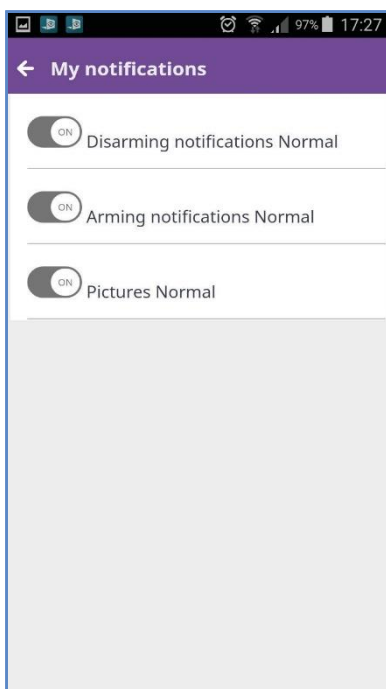 97% 17:27
My notifications
ON Disarming notifications Normal
ON Arming notifications Normal
ON Pictures Normal